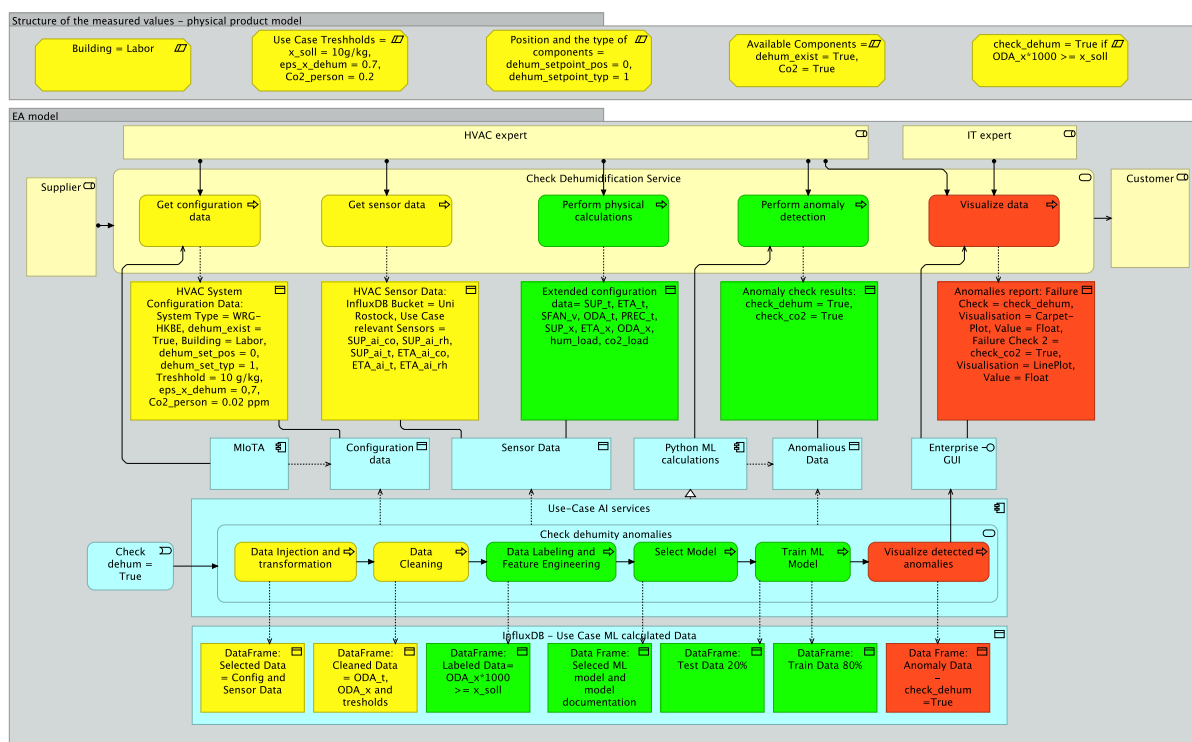 Structure of the measured values - physical product model
Building = Labor
Use Case Treshholds =
x_soll = 10g/kg,
eps_x_dehum = 0.7,
Co2_person = 0.2
Position and the type of
components =
dehum_setpoint_pos = 0,
dehum_setpoint_typ = 1
Available Components =
dehum_exist = True,
Co2 = True
check_dehum = True if
ODA_x*1000 >= x_soll
EA model
HVAC expert
IT expert
Supplier
Check Dehumidification Service
Customer
Get configuration
data
Get sensor data
Perform physical
calculations
Perform anomaly
detection
Visualize data
HVAC System
Configuration Data:
System Type = WRG-
HKBE, dehum_exist =
True, Building = Labor,
dehum_set_pos = 0,
dehum_set_typ = 1,
Treshhold = 10 g/kg,
eps_x_dehum = 0,7,
Co2_person = 0.02 ppm
HVAC Sensor Data:
InfluxDB Bucket = Uni
Rostock, Use Case
relevant Sensors =
SUP_ai_co, SUP_ai_rh,
SUP_ai_t, ETA_ai_co,
ETA_ai_t, ETA_ai_rh
Extended configuration
data= SUP_t, ETA_t,
SFAN_v, ODA_t, PREC_t,
SUP_x, ETA_x, ODA_x,
hum_load, co2_load
Anomaly check results:
check_dehum = True,
check_co2 = True
Anomalies report: Failure
Check = check_dehum,
Visualisation = Carpet-
Plot, Value = Float,
Failure Check 2 =
check_co2 = True,
Visualisation = LinePlot,
Value = Float
MIoTA
Configuration
data
Sensor Data
Python ML
calculations
Anomalious
Data
Enterprise
GUI
Use-Case AI services
Check dehumity anomalies
Check
dehum =
True
Data Injection and
transformation
Data
Cleaning
Data Labeling and
Feature Engineering
Select Model
Train ML
Model
Visualize detected
anomalies
InfluxDB - Use Case ML calculated Data
DataFrame:
Selected Data
= Config and
Sensor Data
DataFrame:
Cleaned Data
= ODA_t,
ODA_x and
tresholds
DataFrame:
Labeled Data=
ODA_x*1000
>= x_soll
Data Frame:
Seleced ML
model and
model
documentation
DataFrame:
Test Data 20%
DataFrame:
Train Data 80%
Data Frame:
Anomaly Data
-
check_dehum
=True